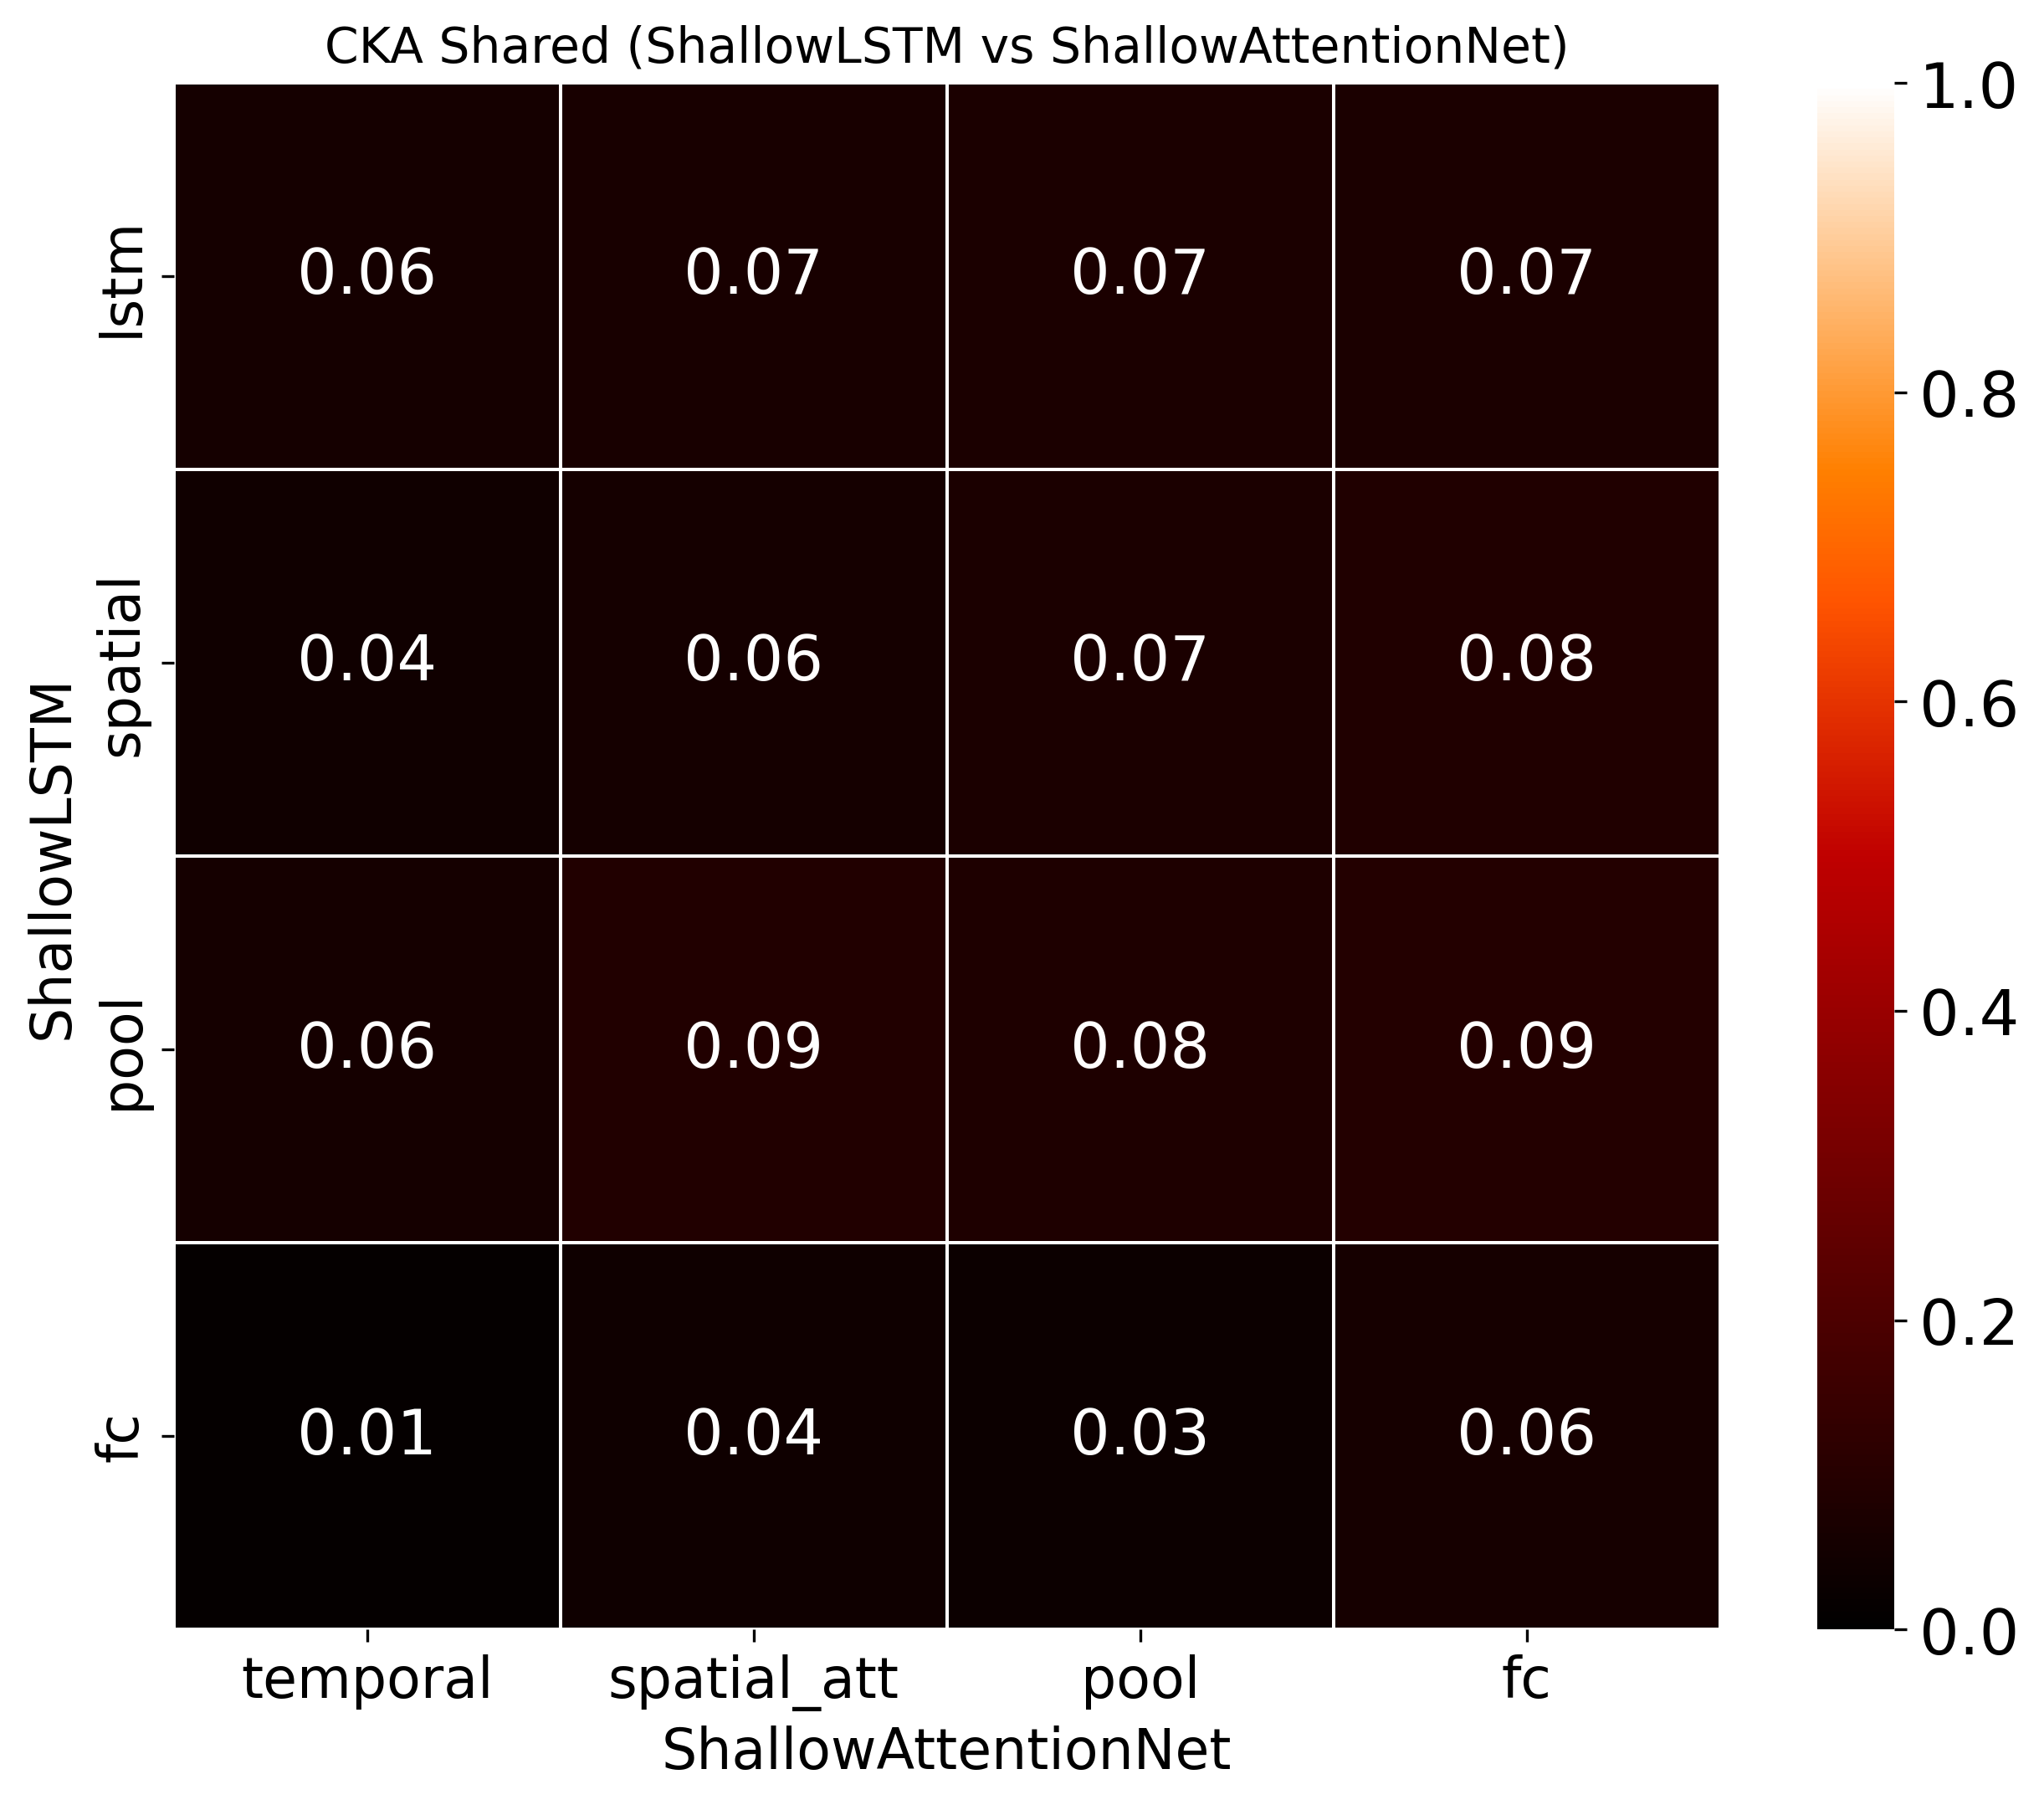 CKA Shared (ShallowLSTM vs ShallowAttentionNet)
ShallowLSTM
lstm
0.06 0.07 0.07 0.07
spatial
0.04 0.06 0.07 0.08
pool
0.06 0.09 0.08 0.09
fc
0.01 0.04 0.03 0.06
temporal spatial_att pool fc
ShallowAttentionNet
1.0
0.8
0.6
0.4
0.2
0.0